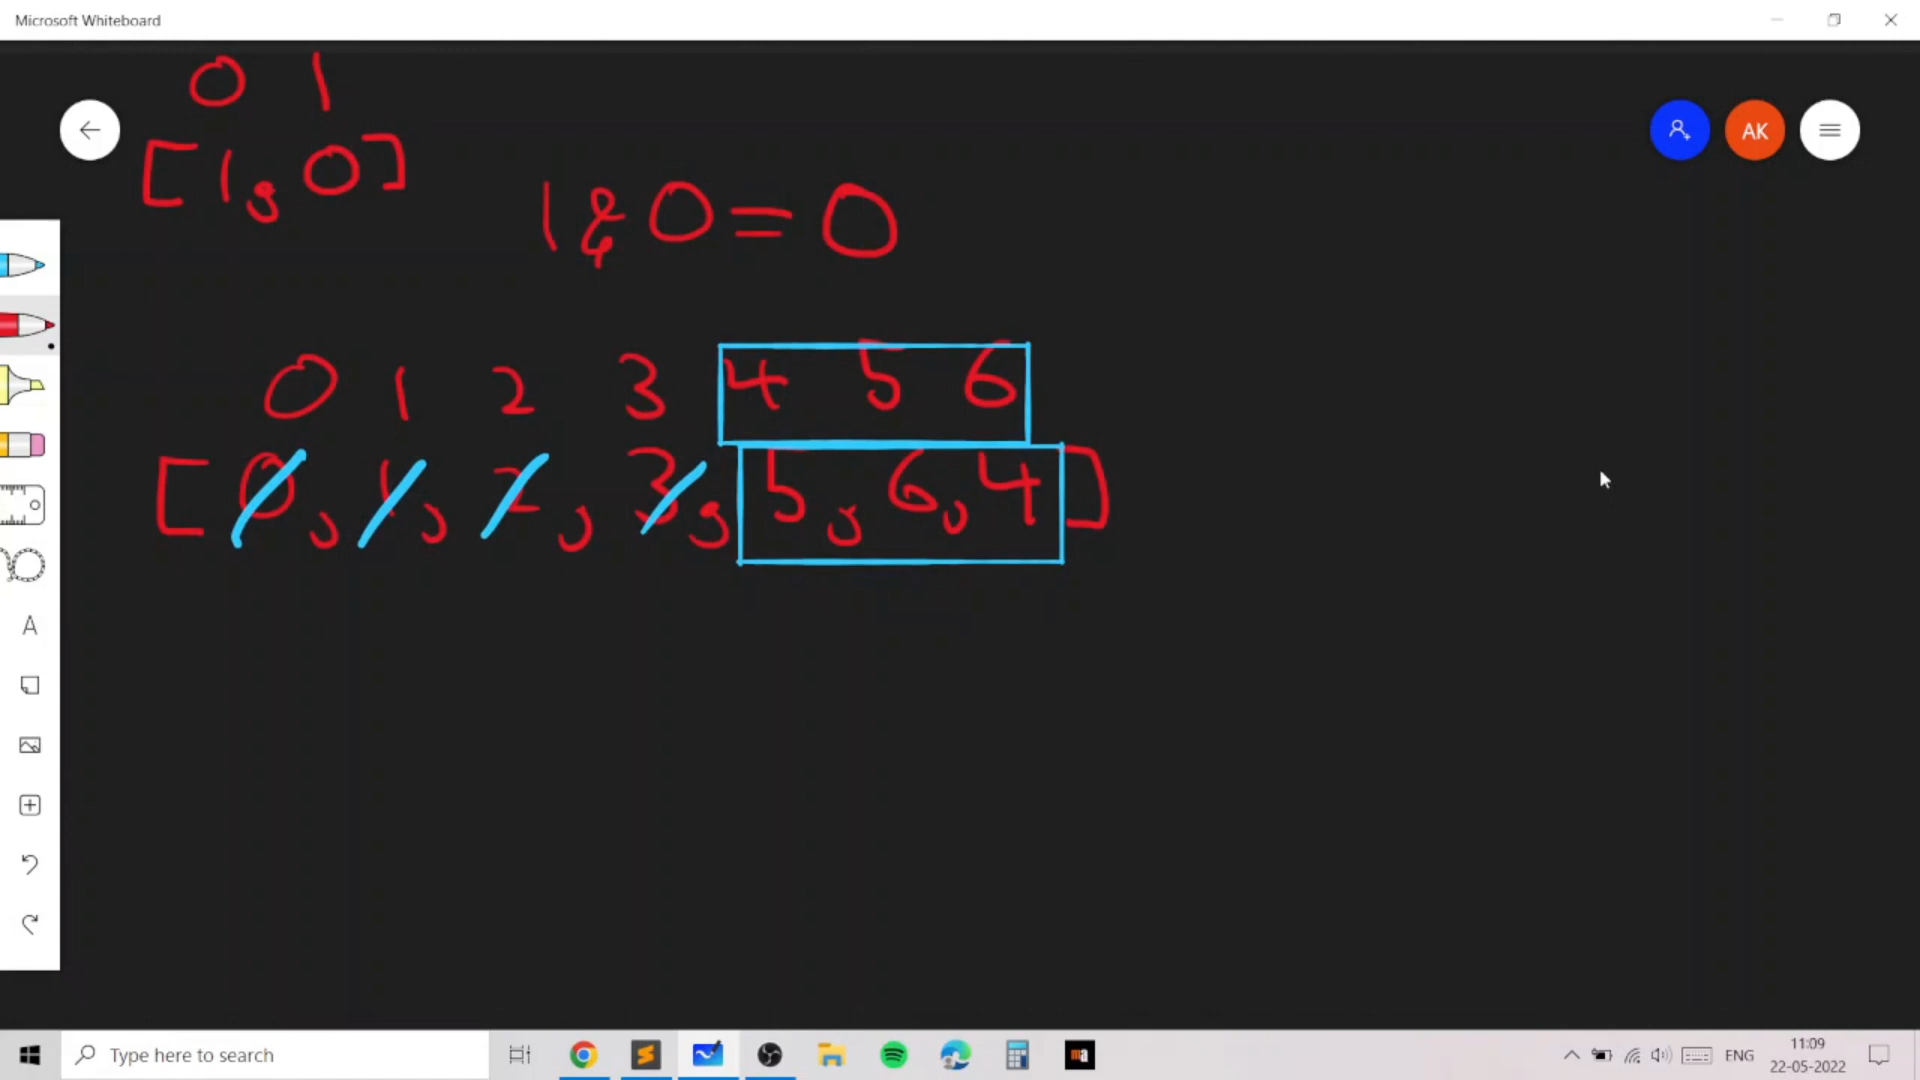 Microsoft Whiteboard
0 1
[1, 0]
1 & 0 = 0
AK
0 1 2 3 4 5 6
[0, 1, 2, 3, 5, 6, 4]
A
Type here to search
ma
ENG
11:09
22-05-2022